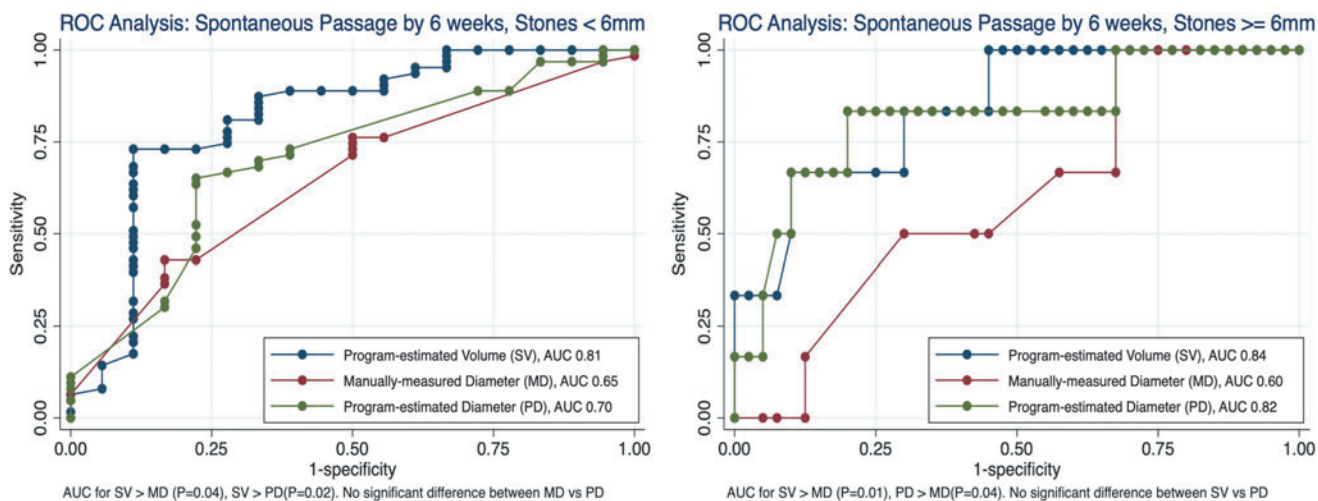 ROC Analysis: Spontaneous Passage by 6 weeks, Stones < 6mm
1.00
0.75
0.50
0.25
0.00
Sensitivity
Program-estimated Volume (SV), AUC 0.81
Manually-measured Diameter (MD), AUC 0.65
Program-estimated Diameter (PD), AUC 0.70
0.00 0.25 0.50 0.75 1.00
1-specificity
AUC for SV > MD (P=0.04), SV > PD(P=0.02). No significant difference between MD vs PD
ROC Analysis: Spontaneous Passage by 6 weeks, Stones >= 6mm
1.00
0.75
0.50
0.25
0.00
Sensitivity
Program-estimated Volume (SV), AUC 0.84
Manually-measured Diameter (MD), AUC 0.60
Program-estimated Diameter (PD), AUC 0.82
0.00 0.25 0.50 0.75 1.00
1-specificity
AUC for SV > MD (P=0.01), PD > MD(P=0.04). No significant difference between SV vs PD